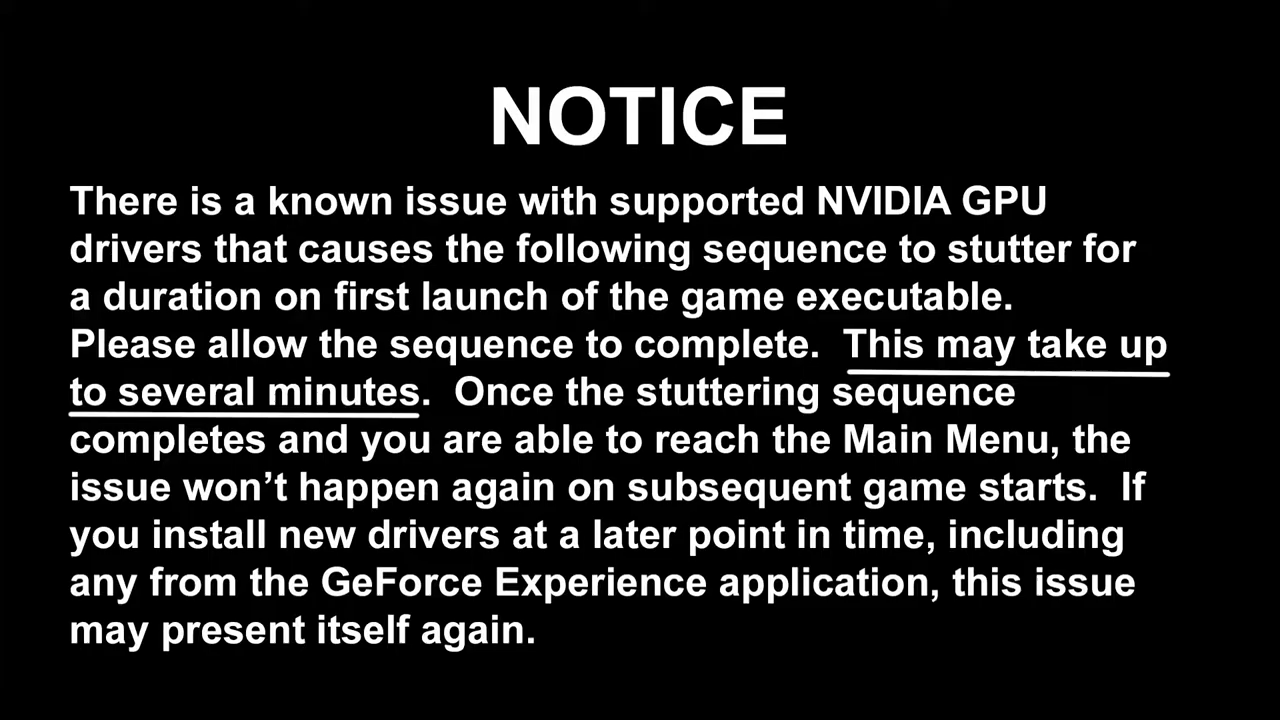 NOTICE
There is a known issue with supported NVIDIA GPU
drivers that causes the following sequence to stutter for
a duration on first launch of the game executable.
Please allow the sequence to complete.  This may take up
to several minutes.  Once the stuttering sequence
completes and you are able to reach the Main Menu, the
issue won’t happen again on subsequent game starts.  If
you install new drivers at a later point in time, including
any from the GeForce Experience application, this issue
may present itself again.